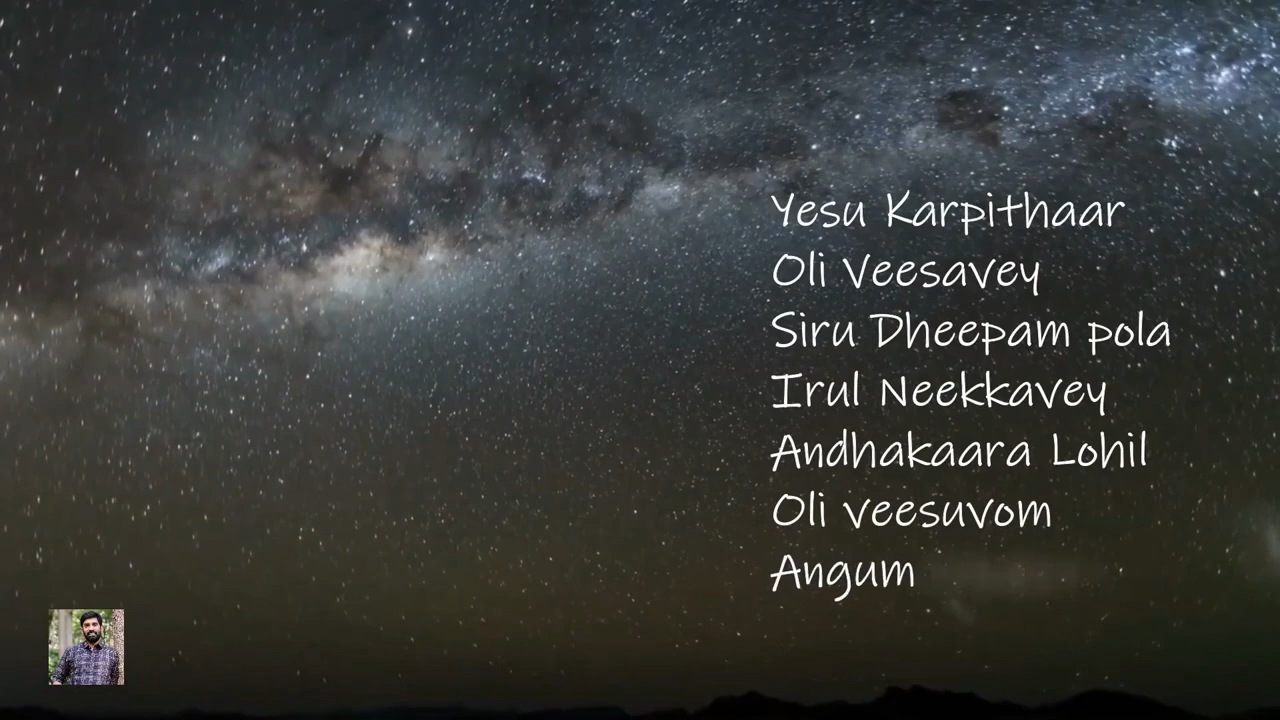 Yesu Karpithaar
Oli Veesavey
Siru Dheepam pola
Irul Neekkavey
Andhakaara Lohil
Oli veesuvom
Angum